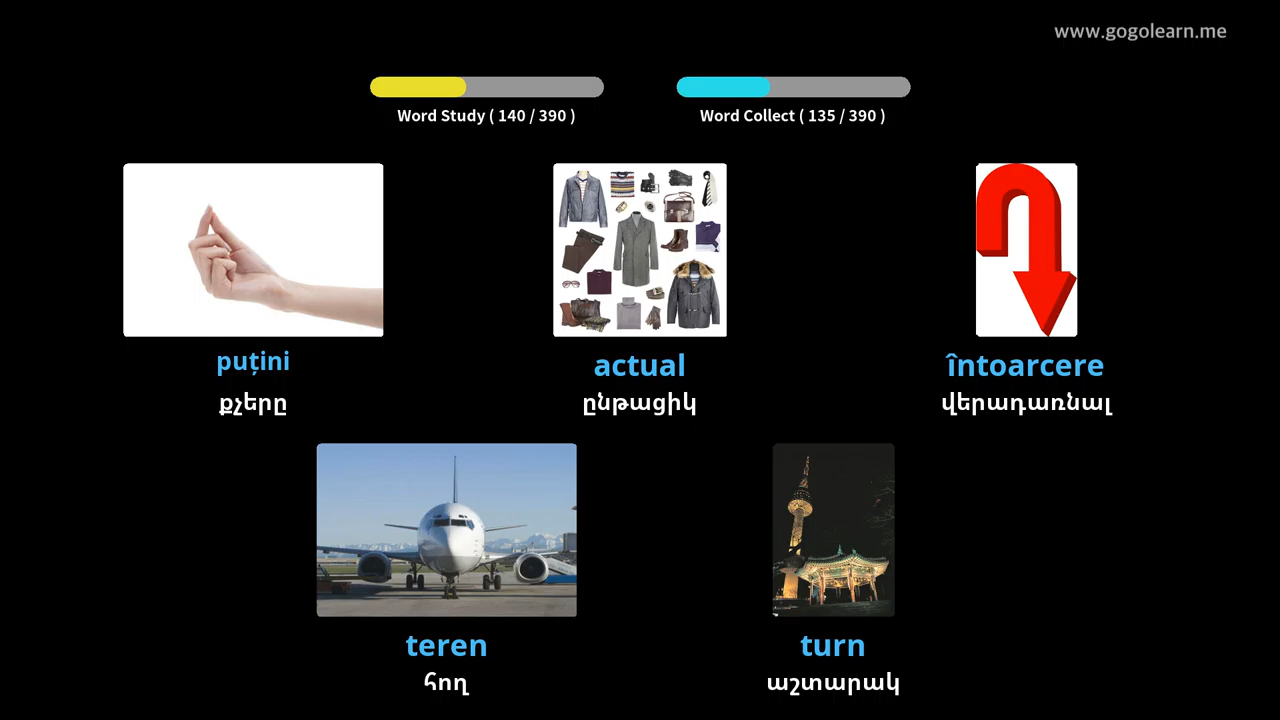 www.gogolearn.me
Word Study ( 140 / 390 )
Word Collect ( 135 / 390 )
puțini
քչերը
actual
ընթացիկ
întoarcere
վերադառնալ
teren
հող
turn
աշտարակ